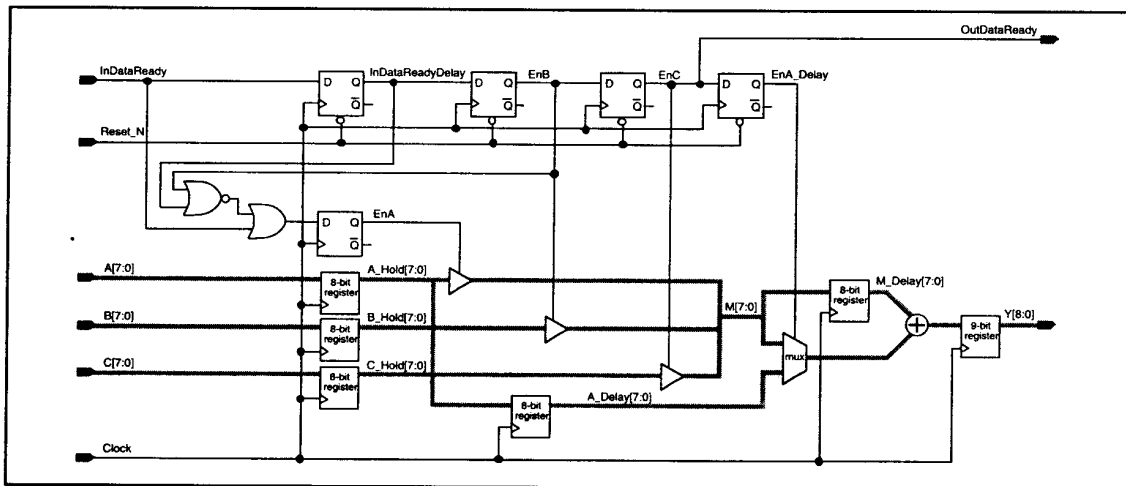 OutDataReady
InDataReady
D Q
Q
InDataReadyDelay
D Q
Q
EnB
D Q
Q
EnC
D Q
Q
EnA_Delay
Reset_N
D Q
Q
EnA
A[7:0]
8-bit
register
A_Hold[7:0]
B[7:0]
8-bit
register
B_Hold[7:0]
C[7:0]
8-bit
register
C_Hold[7:0]
M[7:0]
8-bit
register
M_Delay[7:0]
mux
9-bit
register
Y[8:0]
8-bit
register
A_Delay[7:0]
Clock